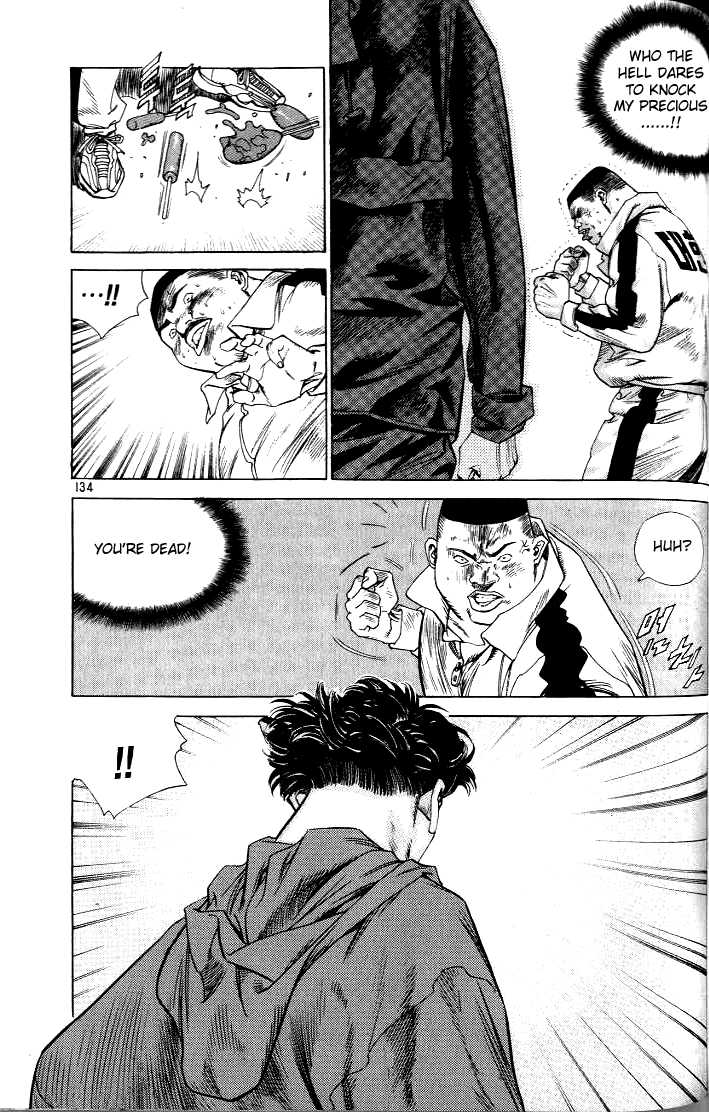 ...!!
WHO THE
HELL DARES
TO KNOCK
MY PRECIOUS
......!!
134
YOU'RE DEAD!
HUH?
!!